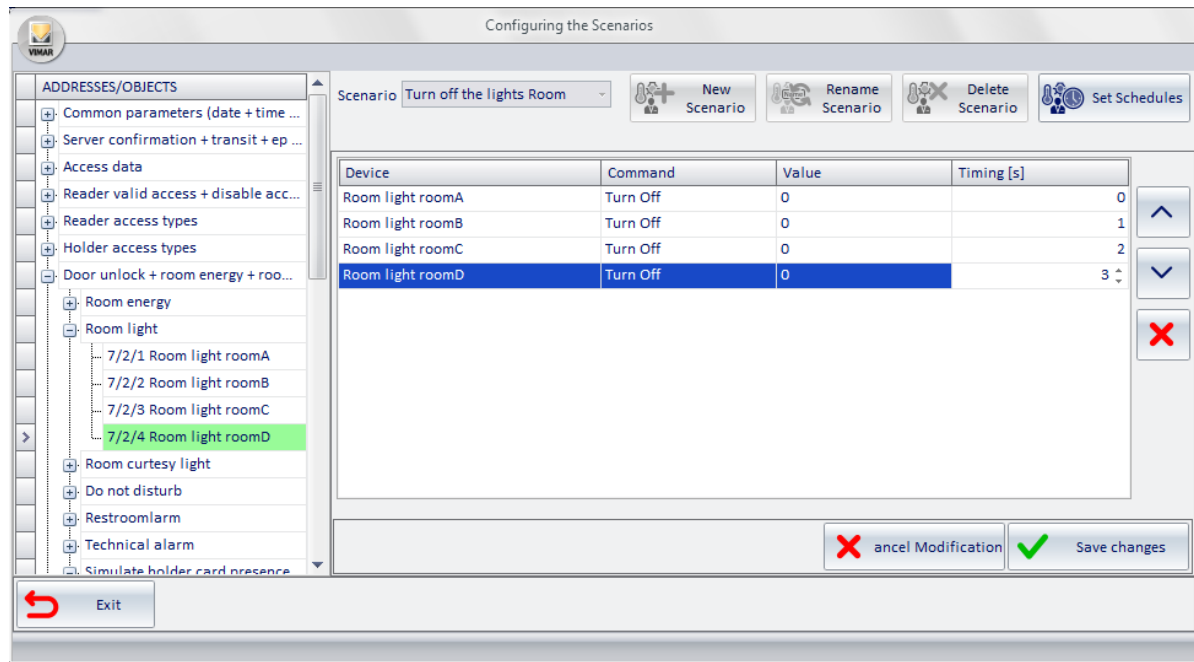 Configuring the Scenarios
VIMAR
ADDRESSES/OBJECTS
Common parameters (date + time ...
Server confirmation + transit + ep ...
Access data
Reader valid access + disable acc...
Reader access types
Holder access types
Door unlock + room energy + roo...
Room energy
Room light
7/2/1 Room light roomA
7/2/2 Room light roomB
7/2/3 Room light roomC
7/2/4 Room light roomD
Room curtesy light
Do not disturb
Restroomlarm
Technical alarm
Simulate holder card presence
Scenario Turn off the lights Room
New Scenario
Rename Scenario
Delete Scenario
Set Schedules
Device Command Value Timing [s]
Room light roomA Turn Off 0 0
Room light roomB Turn Off 0 1
Room light roomC Turn Off 0 2
Room light roomD Turn Off 0 3
ancel Modification
Save changes
Exit